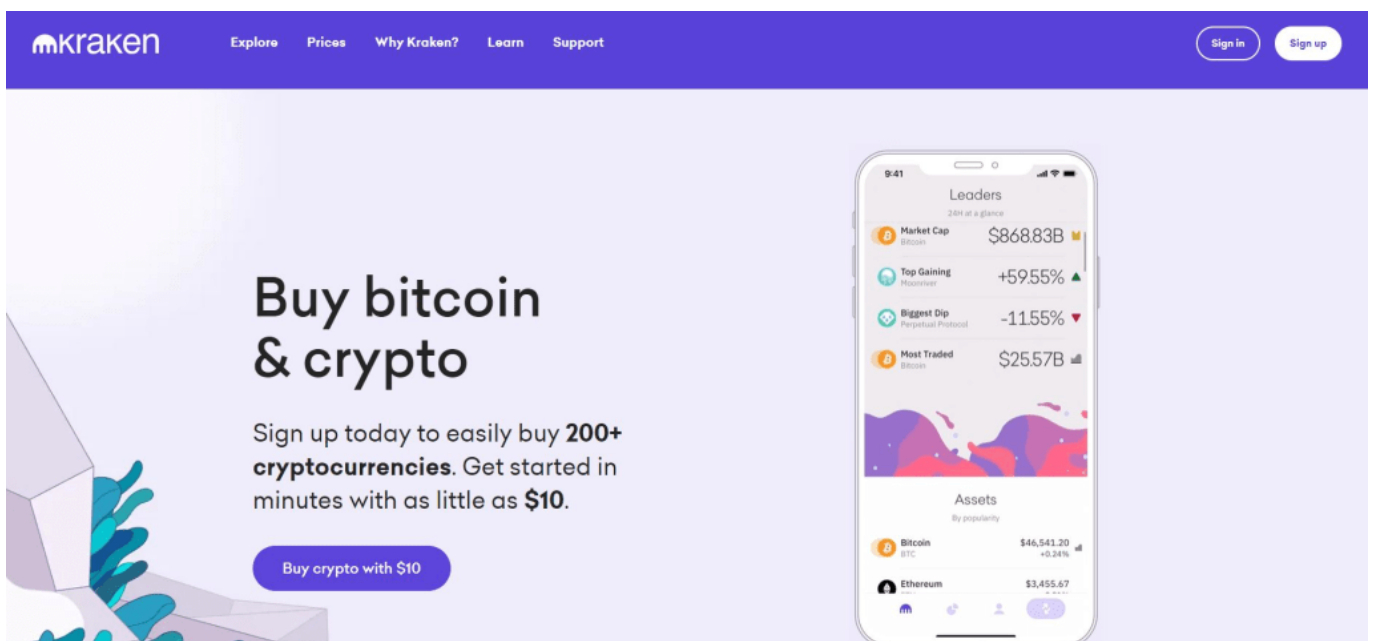 kraken
Explore Prices Why Kraken? Learn Support
Sign in Sign up
Buy bitcoin
& crypto
Sign up today to easily buy 200+
cryptocurrencies. Get started in
minutes with as little as $10.
Buy crypto with $10
9:41
Leaders
24H at a glance
Market Cap $868.83B
Bitcoin
Top Gaining +59.55%
Moonriver
Biggest Dip -11.55%
Perpetual Protocol
Most Traded $25.57B
Bitcoin
Assets
By popularity
Bitcoin $46,541.20
BTC +0.24%
Ethereum $3,455.67